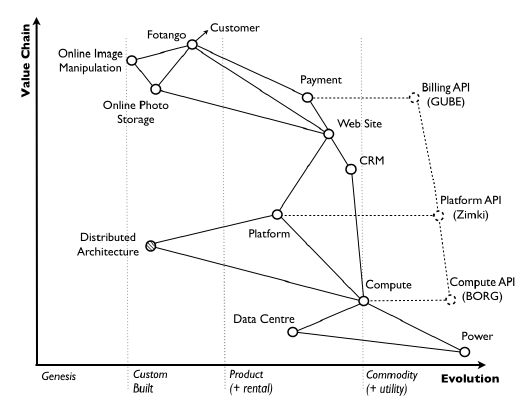 Value Chain
Customer
Fotango
Online Image
Manipulation
Online Photo
Storage
Payment
Billing API
(GUBE)
Web Site
CRM
Platform API
(Zimki)
Platform
Distributed
Architecture
Compute
Compute API
(BORG)
Data Centre
Power
Genesis
Custom
Built
Product
(+ rental)
Commodity
(+ utility)
Evolution